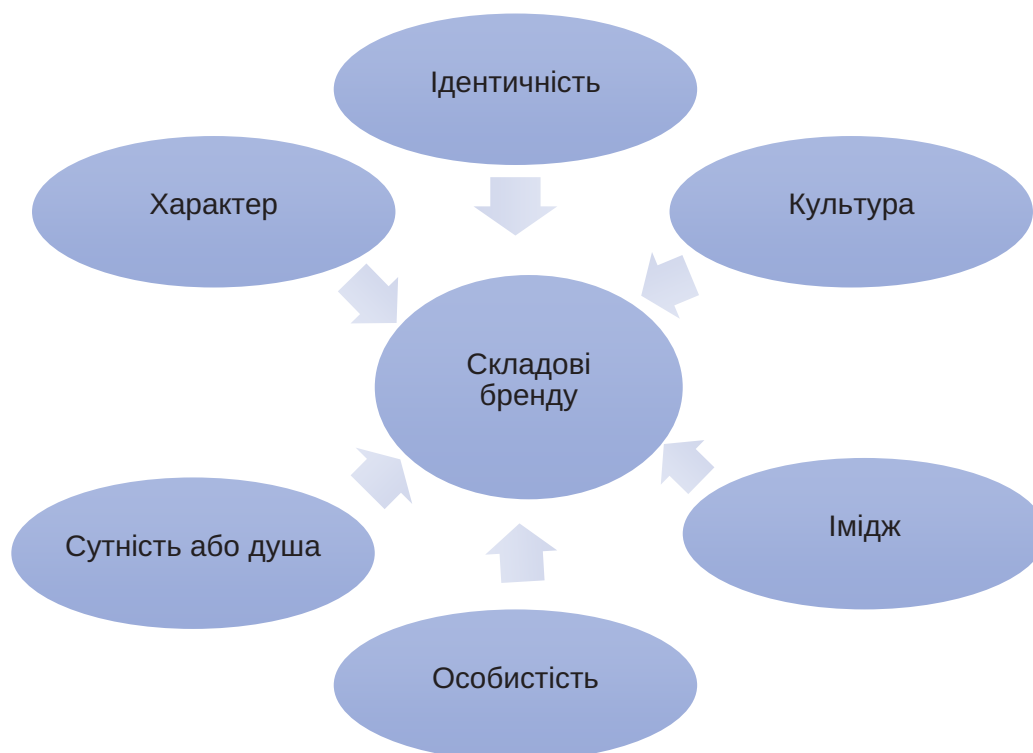 Ідентичність
Характер
Культура
Складові
бренду
Сутність або душа
Імідж
Особистість